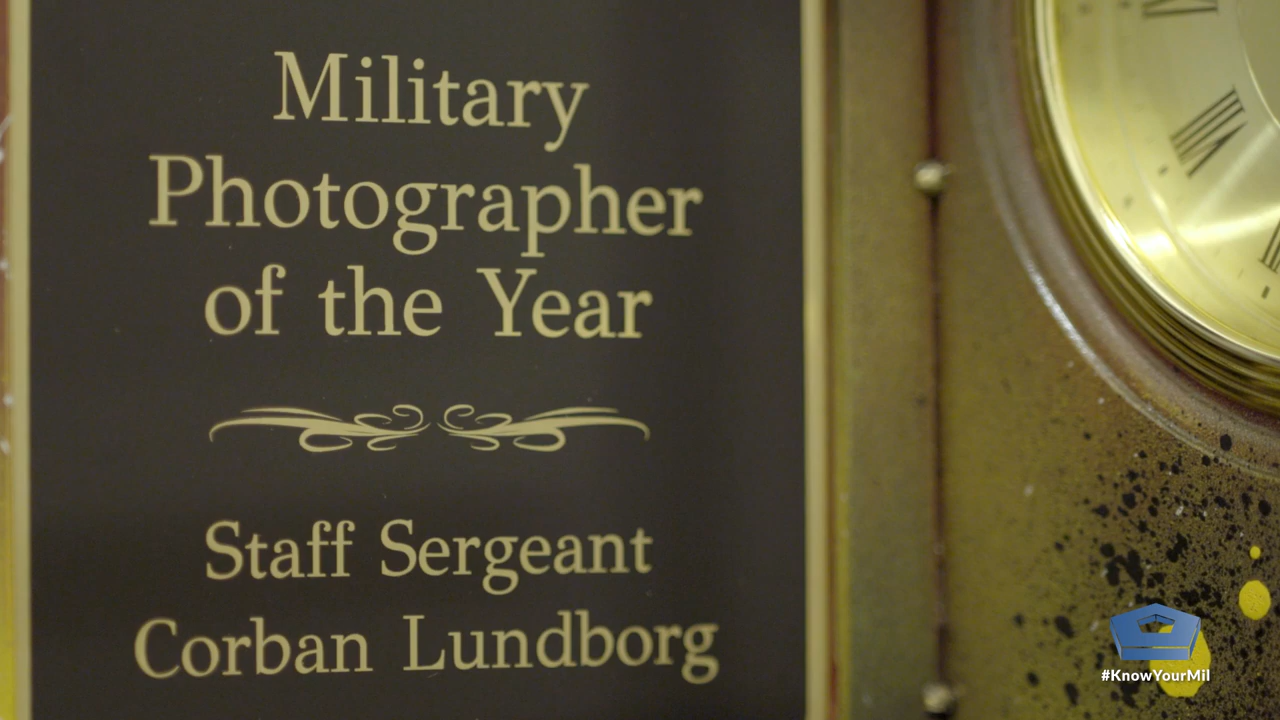 Military
Photographer
of the Year
Staff Sergeant
Corban Lundborg
#KnowYourMil